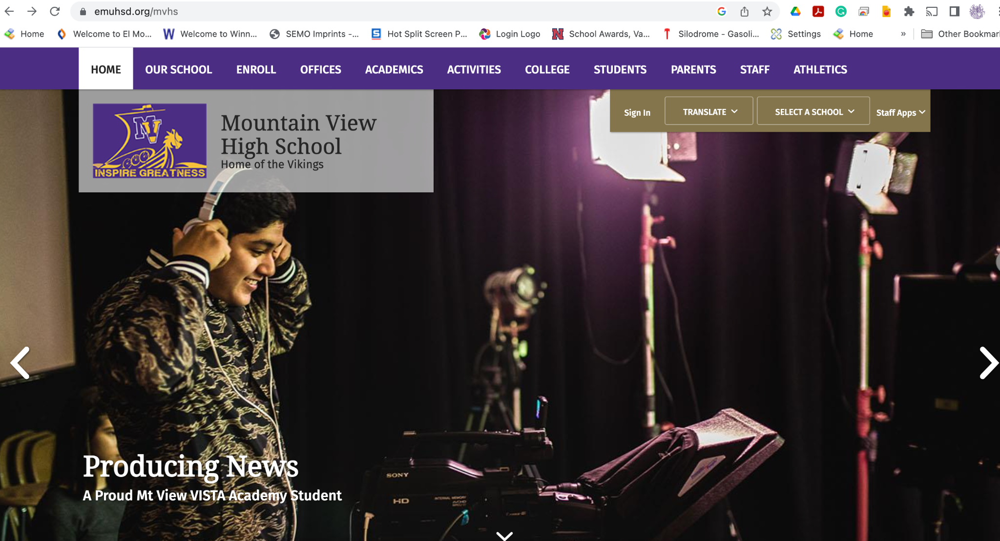 emuhsd.org/mvhs
Home
Welcome to El Mo...
Welcome to Winn...
SEMO Imprints -...
Hot Split Screen P...
Login Logo
School Awards, Va...
Silodrome - Gasoli...
Settings
Home
»
Other Bookmar
HOME
OUR SCHOOL
ENROLL
OFFICES
ACADEMICS
ACTIVITIES
COLLEGE
STUDENTS
PARENTS
STAFF
ATHLETICS
MV
INSPIRE GREATNESS
Mountain View
High School
Home of the Vikings
Sign In
TRANSLATE
SELECT A SCHOOL
Staff Apps
Producing News
A Proud Mt View VISTA Academy Student
SONY
HD
INTERNAL MEMORY